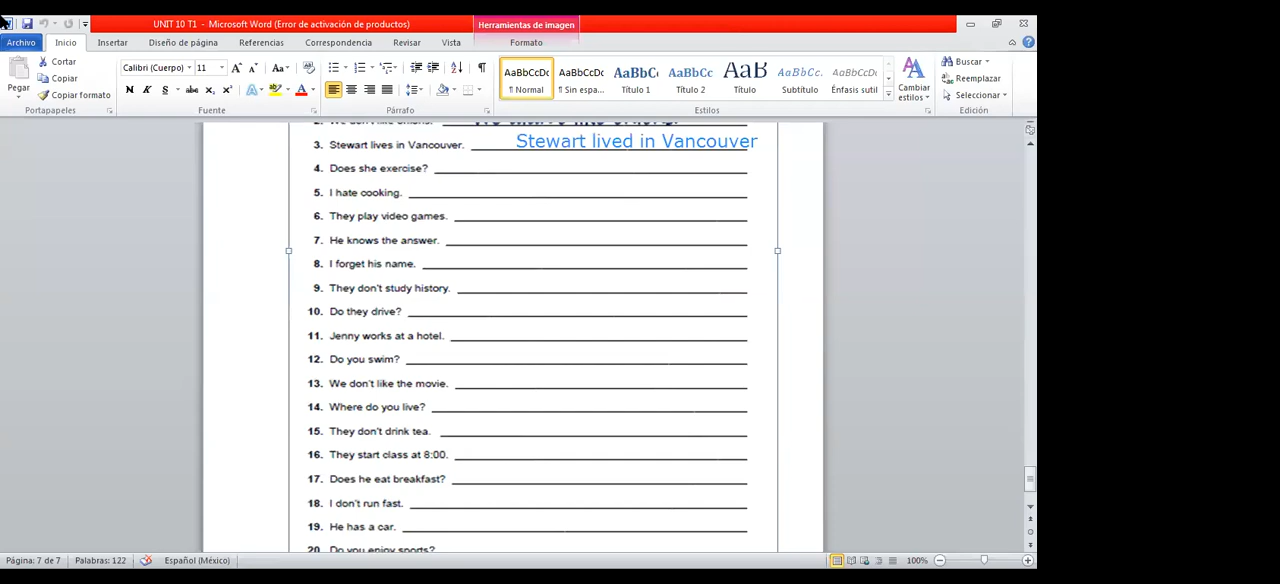 UNIT 10 T1 - Microsoft Word (Error de activación de productos)
Herramientas de imagen
Archivo Inicio Insertar Diseño de página Referencias Correspondencia Revisar Vista Formato
Pegar
Cortar
Copiar
Copiar formato
Portapapeles
Calibri (Cuerpo) 11
Fuente
Párrafo
AaBbCcDc AaBbCcDc AaBbC AaBbCc AaB AaBbCc. AaBbCcDc
¶ Normal ¶ Sin espa... Título 1 Título 2 Título Subtítulo Énfasis sutil
Estilos
Cambiar estilos
Buscar
Reemplazar
Seleccionar
Edición
2. We don't like onions.
3. Stewart lives in Vancouver. Stewart lived in Vancouver
4. Does she exercise?
5. I hate cooking.
6. They play video games.
7. He knows the answer.
8. I forget his name.
9. They don't study history.
10. Do they drive?
11. Jenny works at a hotel.
12. Do you swim?
13. We don't like the movie.
14. Where do you live?
15. They don't drink tea.
16. They start class at 8:00.
17. Does he eat breakfast?
18. I don't run fast.
19. He has a car.
20. Do you enjoy sports?
Página: 7 de 7 Palabras: 122 Español (México) 100%